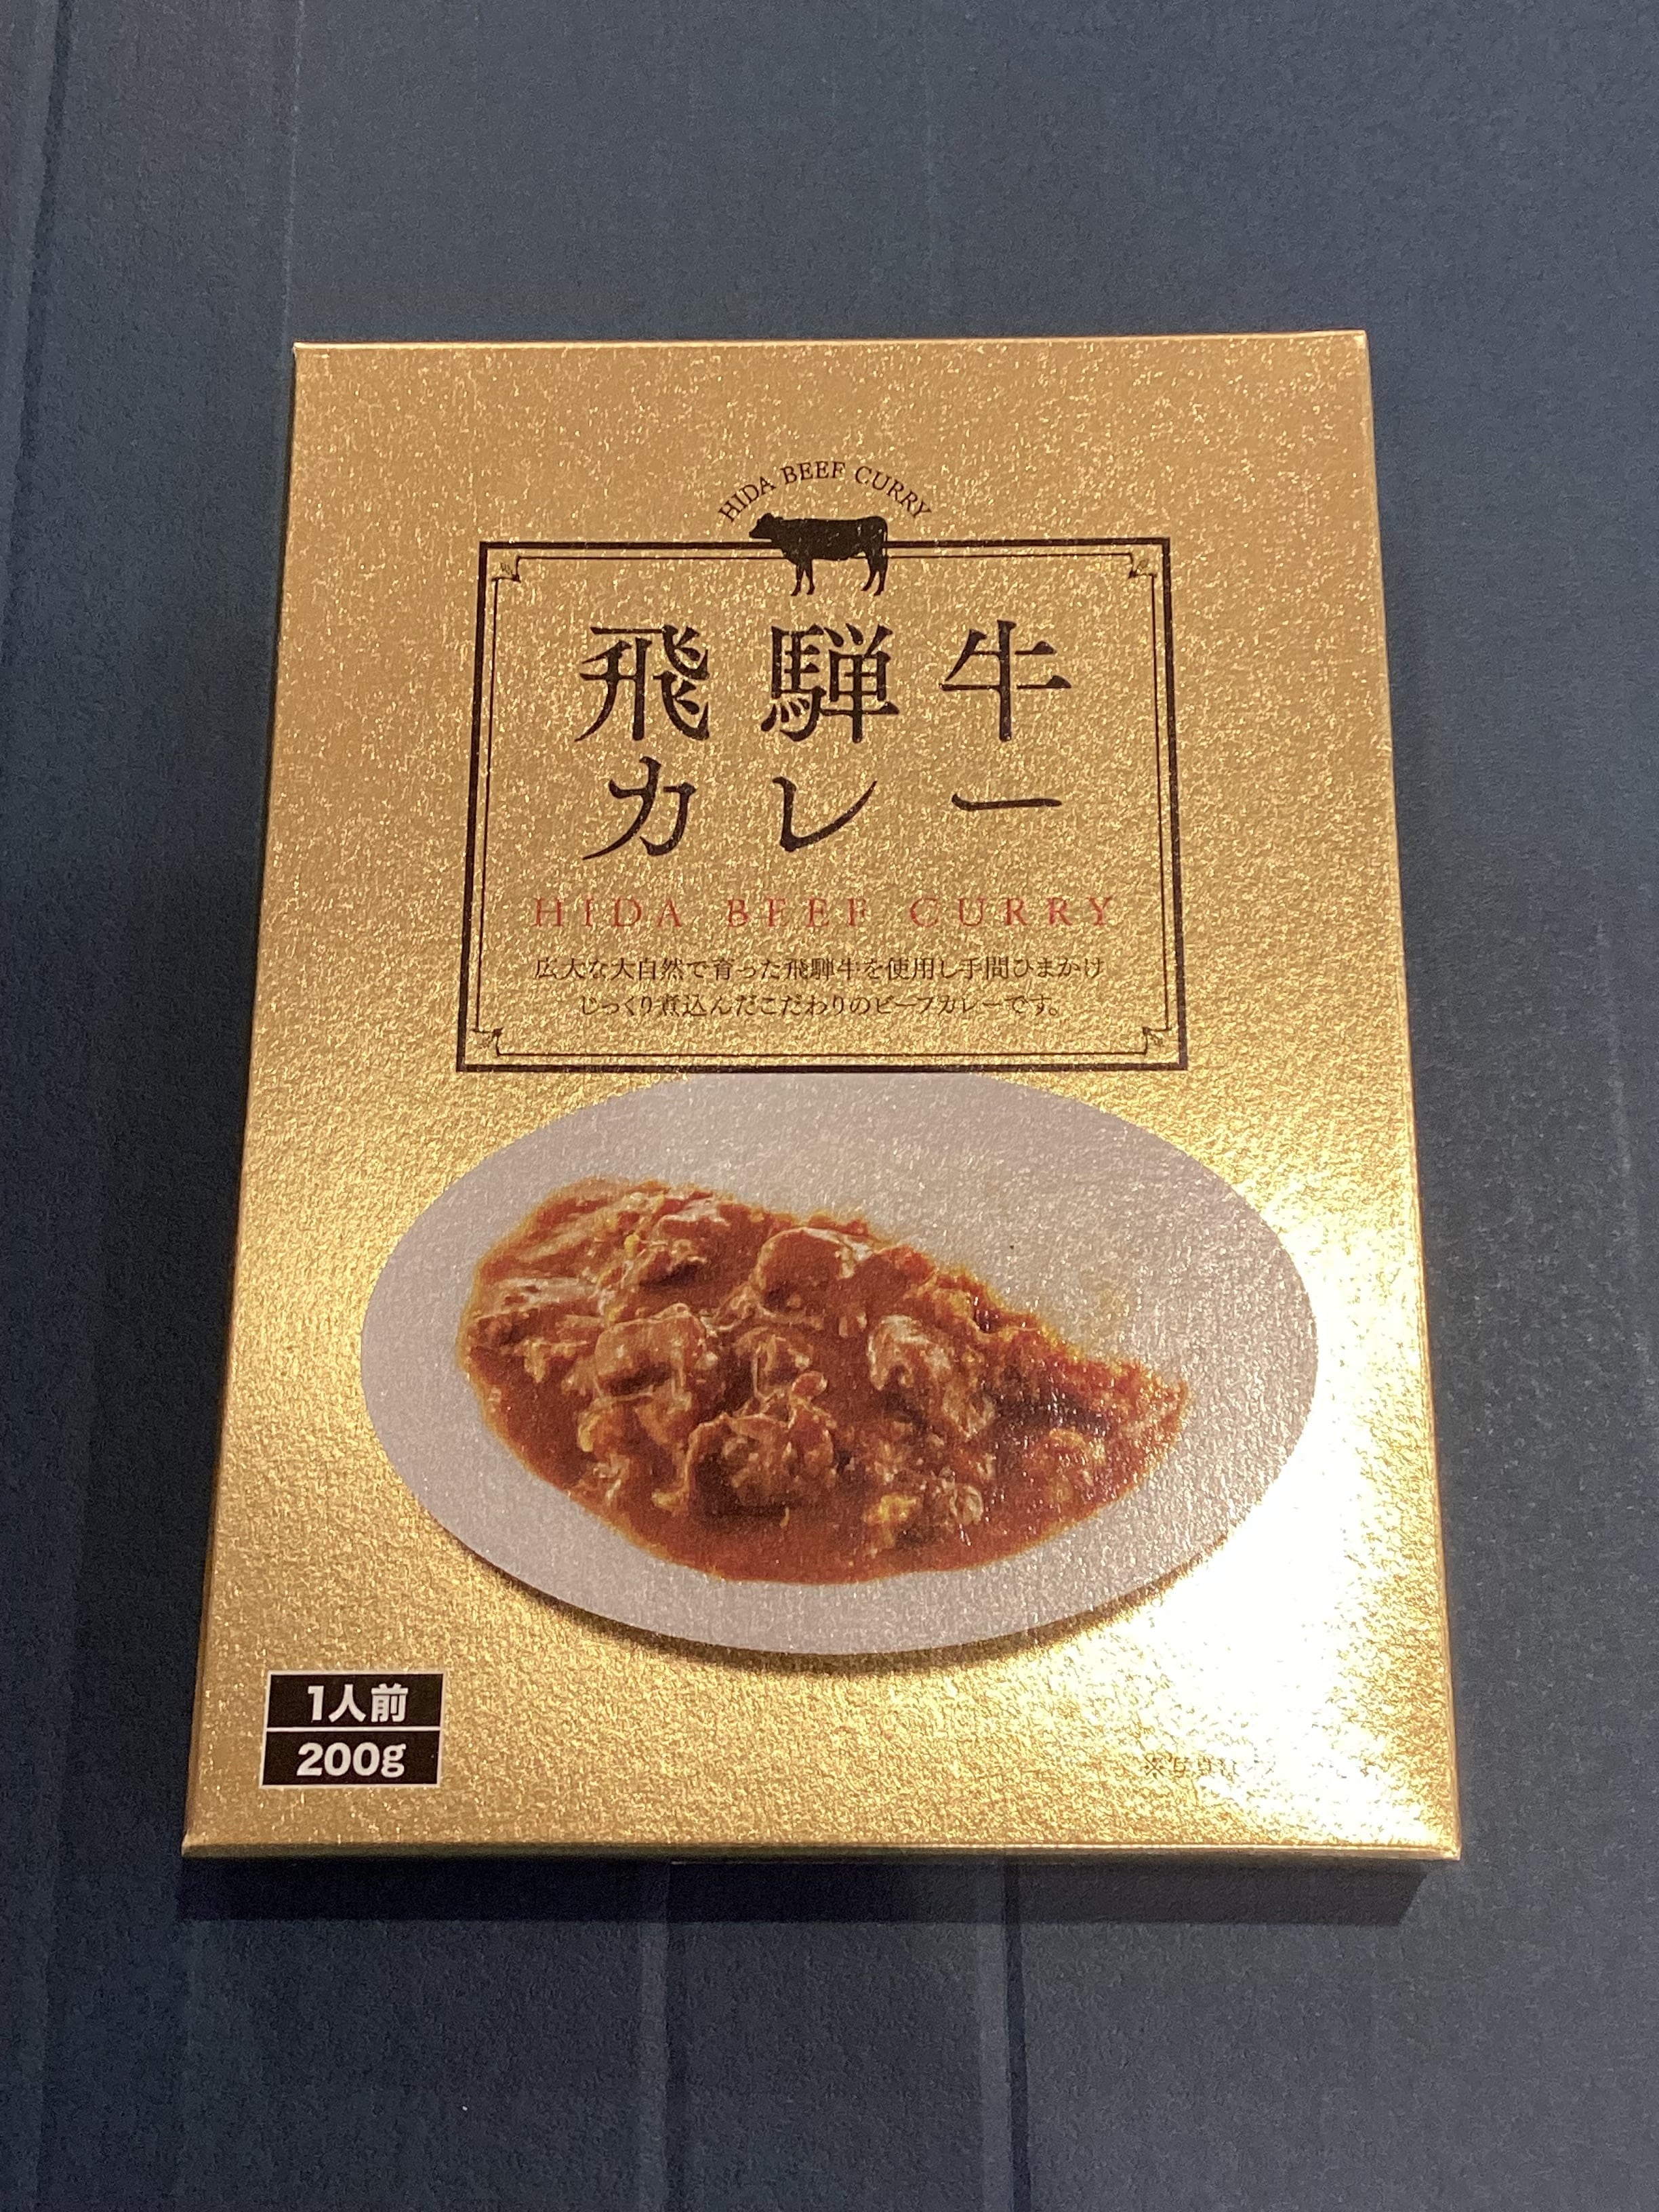 HIDA BEEF CURRY
飛騨牛
カレー
HIDA BEEF CURRY
広大な大自然で育った飛騨牛を使用し手間ひまかけ
じっくり煮込んだこだわりのビーフカレーです。
1人前
200g